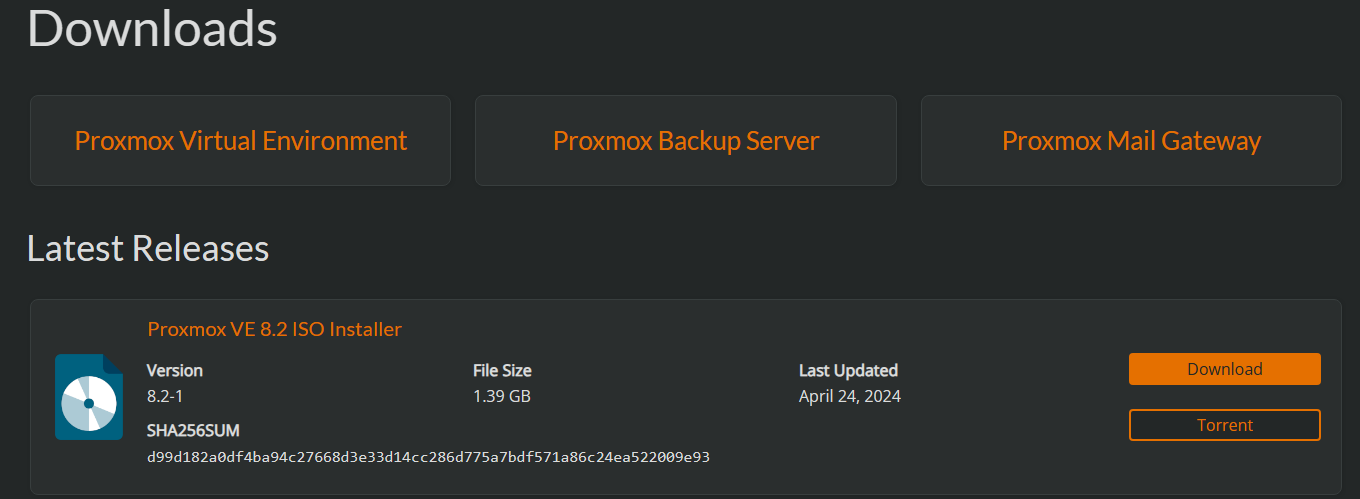 Downloads
Proxmox Virtual Environment
Proxmox Backup Server
Proxmox Mail Gateway
Latest Releases
Proxmox VE 8.2 ISO Installer
Version
File Size
Last Updated
Download
8.2-1
1.39 GB
April 24, 2024
Torrent
SHA256SUM
d99d182a0df4ba94c27668d3e33d14cc286d775a7bdf571a86c24ea522009e93